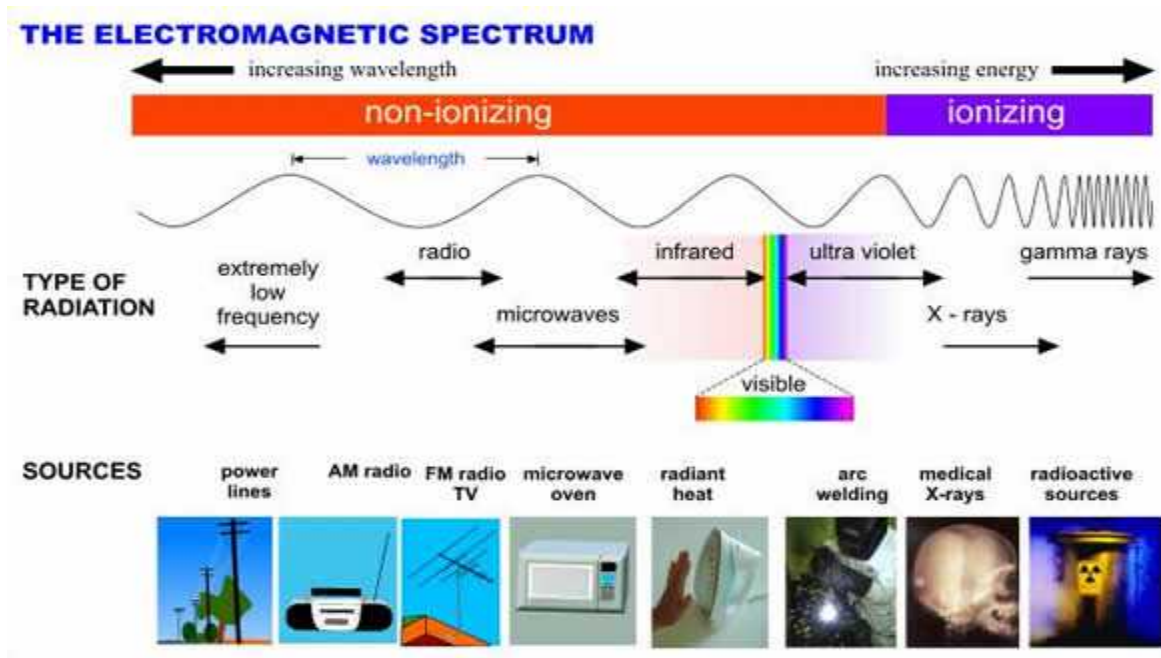 THE ELECTROMAGNETIC SPECTRUM
increasing wavelength
increasing energy
non-ionizing
ionizing
wavelength
TYPE OF
RADIATION
extremely
low
frequency
radio
microwaves
infrared
visible
ultra violet
X - rays
gamma rays
SOURCES
power
lines
AM radio
FM radio
TV
microwave
oven
radiant
heat
arc
welding
medical
X-rays
radioactive
sources